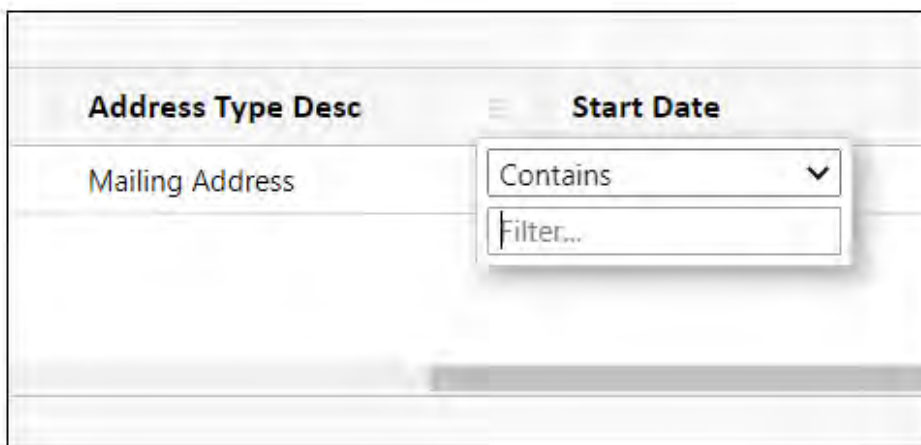 Address Type Desc Start Date
Mailing Address Contains
Filter...